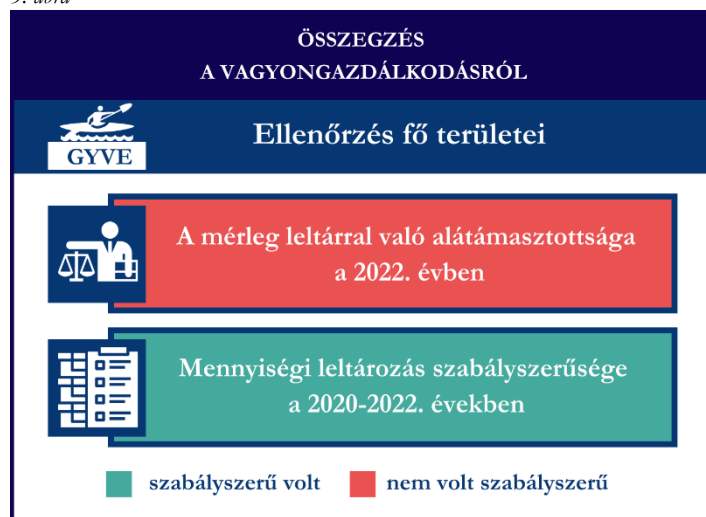 ÖSSZEGZÉS
A VAGYONGAZDÁLKODÁSRÓL
GYVE
Ellenőrzés fő területei
A mérleg leltárral való alátámasztottsága
a 2022. évben
Mennyiségi leltározás szabályszerűsége
a 2020-2022. években
szabályszerű volt
nem volt szabályszerű